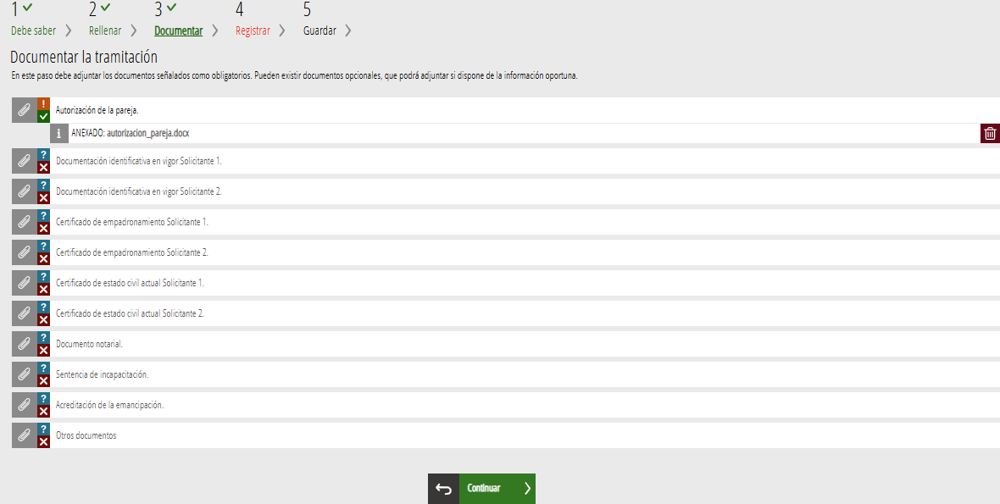 1 2 3 4 5
Debe saber Rellenar Documentar Registrar Guardar
Documentar la tramitación
En este paso debe adjuntar los documentos señalados como obligatorios. Pueden existir documentos opcionales, que podrá adjuntar si dispone de la información oportuna.
! Autorización de la pareja.
i ANEXADO: autorizacion_pareja.docx
? Documentación identificativa en vigor Solicitante 1.
? Documentación identificativa en vigor Solicitante 2.
? Certificado de empadronamiento Solicitante 1.
? Certificado de empadronamiento Solicitante 2.
? Certificado de estado civil actual Solicitante 1.
? Certificado de estado civil actual Solicitante 2.
? Documento notarial.
? Sentencia de incapacitación.
? Acreditación de la emancipación.
? Otros documentos
Continuar